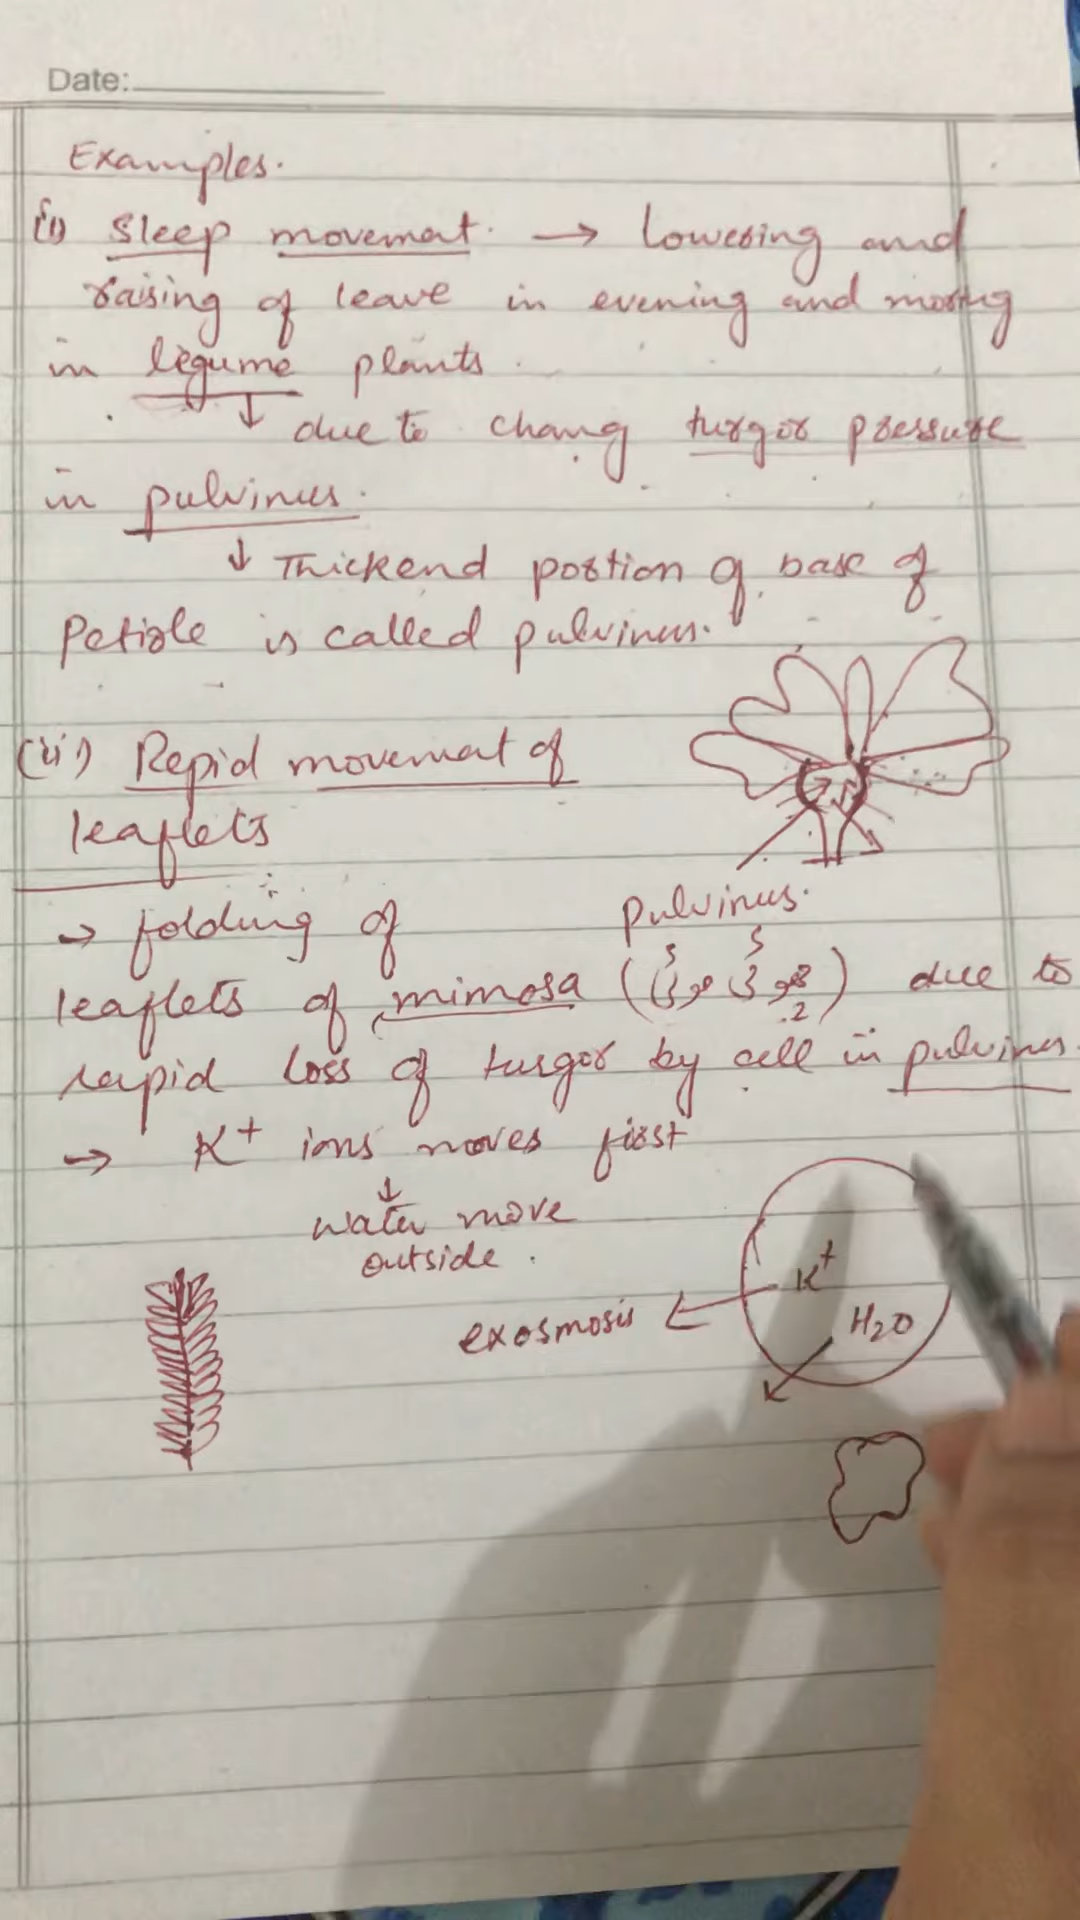 Date:
Examples.
(i) Sleep movemat. → Lowering and
raising of leave in evening and morng
in legume plants.
↓ due to chang turgor pressure
in pulvinus.
↓ Thickend portion of base of
Petiole is called pulvinus.
(ii) Repid movemat of
leaflets
pulvinus.
→ folding of
leaflets of mimosa ( ) due to
rapid loss of turgor by cell in pulvinus.
→ K+ ions moves first
↓
water move
outside.
K+
exosmosis
H2O